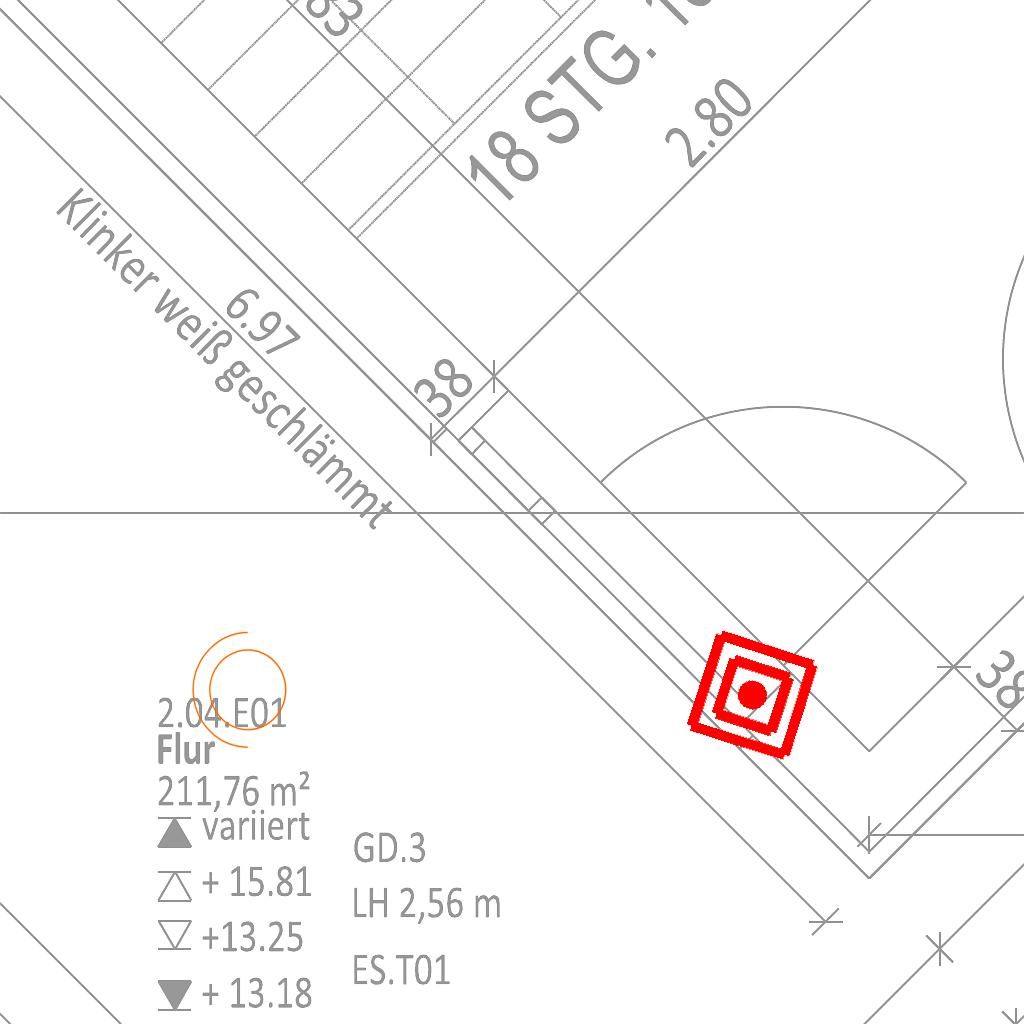 18 STG.
2.80
Klinker weiß geschlämmt
6.97
38
38
2.04.E01
Flur
211,76 m²
variiert
+ 15.81
+13.25
+ 13.18
GD.3
LH 2,56 m
ES.T01